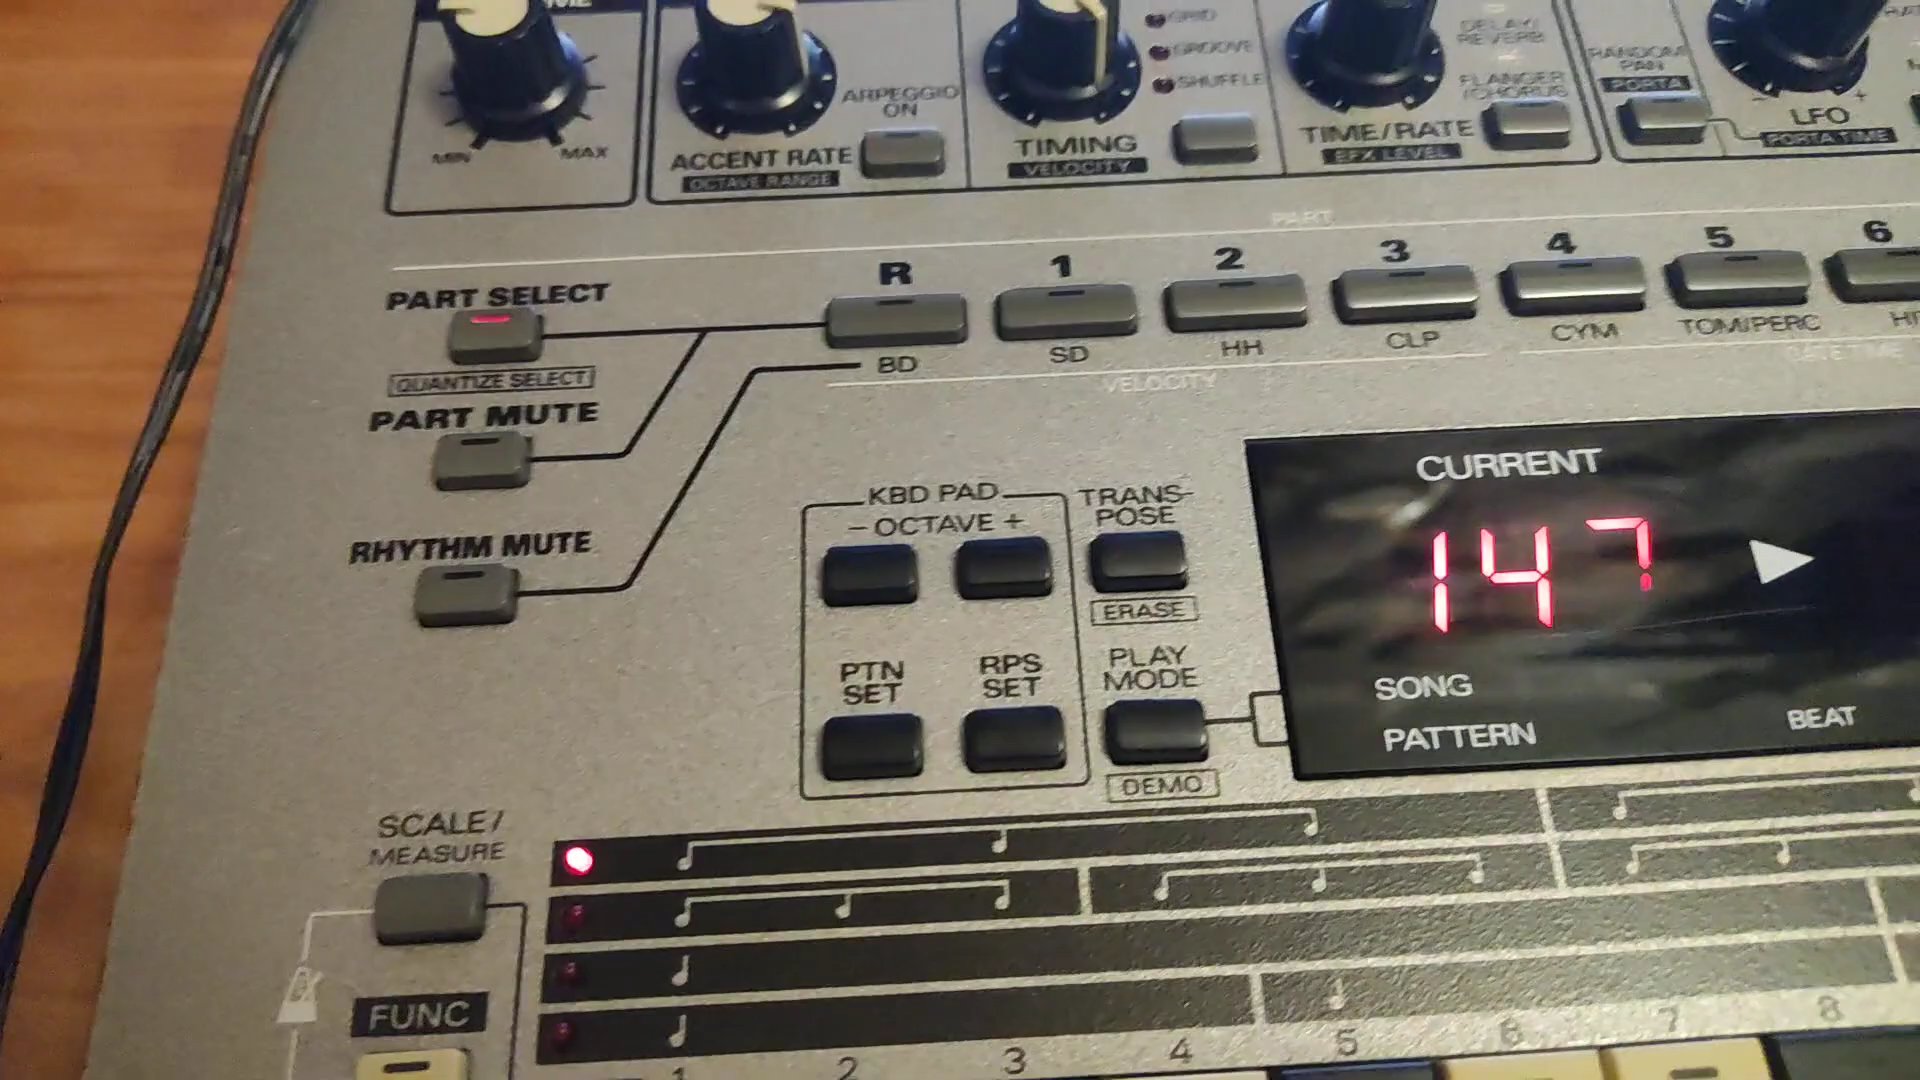 GRID
GROOVE
SHUFFLE
DELAY/
REVERB
FLANGER
/CHORUS
RANDOM
PAN
PORTA
ARPEGGIO
ON
MIN
MAX
ACCENT RATE
OCTAVE RANGE
TIMING
VELOCITY
TIME/RATE
EFX LEVEL
- LFO +
PORTA TIME
PART
R 1 2 3 4 5 6
PART SELECT
BD SD HH CLP CYM TOM/PERC
QUANTIZE SELECT
VELOCITY
PART MUTE
RHYTHM MUTE
KBD PAD
- OCTAVE +
TRANS-
POSE
ERASE
PTN
SET
RPS
SET
PLAY
MODE
DEMO
CURRENT
147
SONG
PATTERN
BEAT
SCALE/
MEASURE
FUNC
1 2 3 4 5 6 7 8